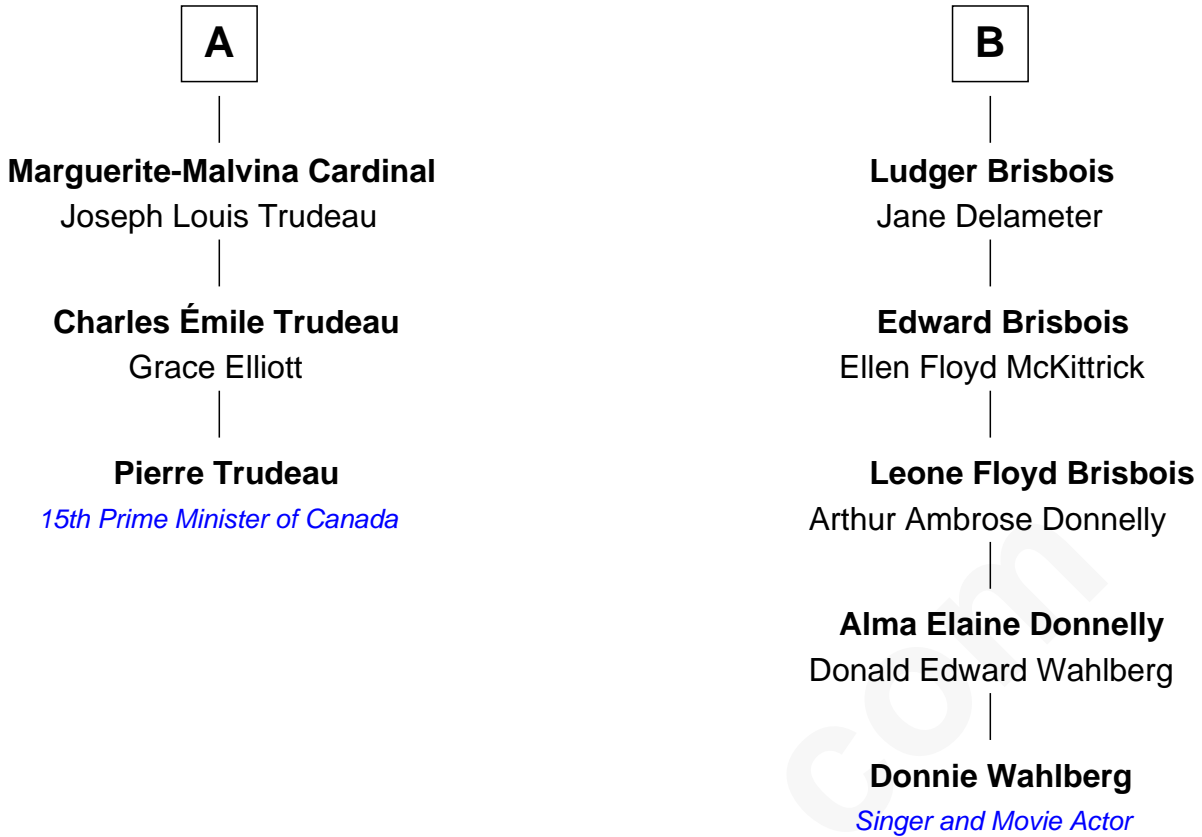 A
Marguerite-Malvina Cardinal
Joseph Louis Trudeau
Charles Émile Trudeau
Grace Elliott
Pierre Trudeau
15th Prime Minister of Canada
B
Ludger Brisbois
Jane Delameter
Edward Brisbois
Ellen Floyd McKittrick
Leone Floyd Brisbois
Arthur Ambrose Donnelly
Alma Elaine Donnelly
Donald Edward Wahlberg
Donnie Wahlberg
Singer and Movie Actor
com